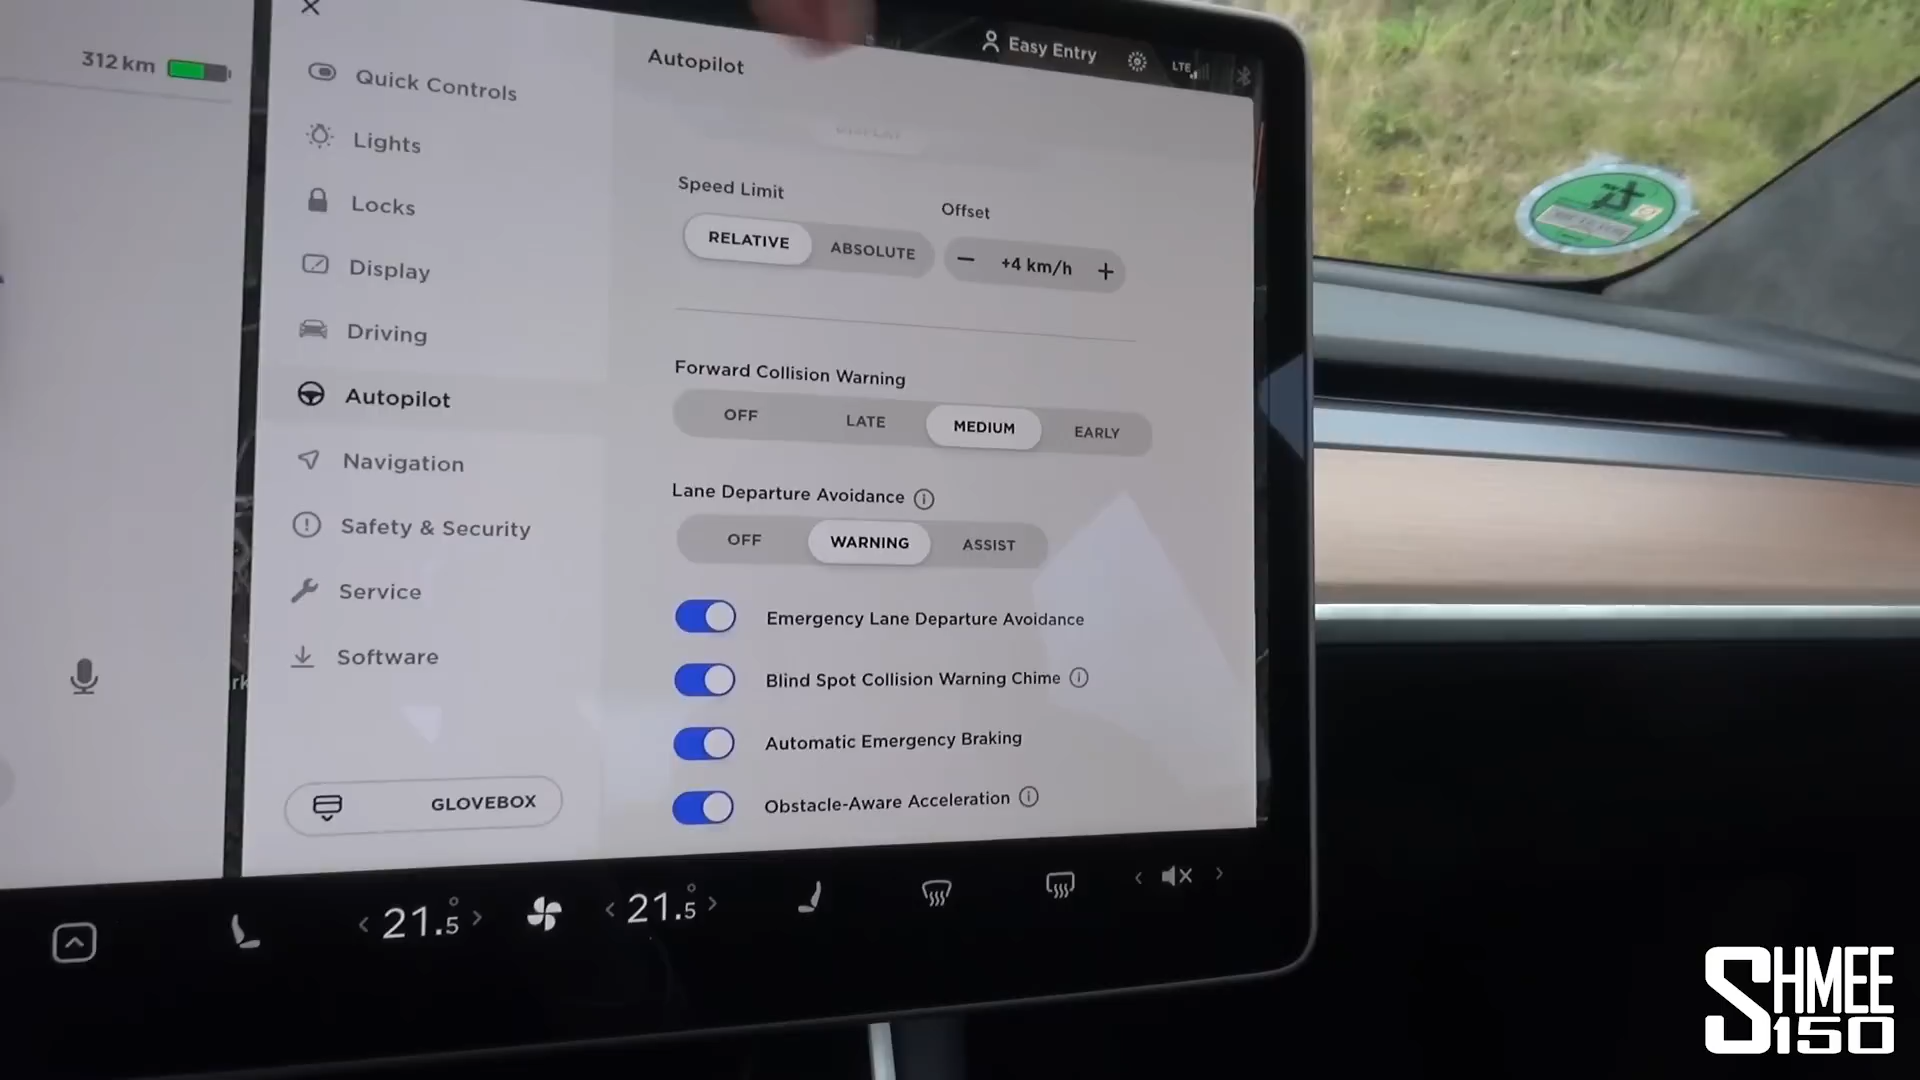 312 km
Easy Entry
LTE
Quick Controls
Lights
Locks
Display
Driving
Autopilot
Navigation
Safety & Security
Service
Software
GLOVEBOX
Autopilot
Speed Limit
Offset
RELATIVE
ABSOLUTE
+4 km/h
Forward Collision Warning
OFF
LATE
MEDIUM
EARLY
Lane Departure Avoidance
OFF
WARNING
ASSIST
Emergency Lane Departure Avoidance
Blind Spot Collision Warning Chime
Automatic Emergency Braking
Obstacle-Aware Acceleration
rk
21.5
21.5
SHMEE
150